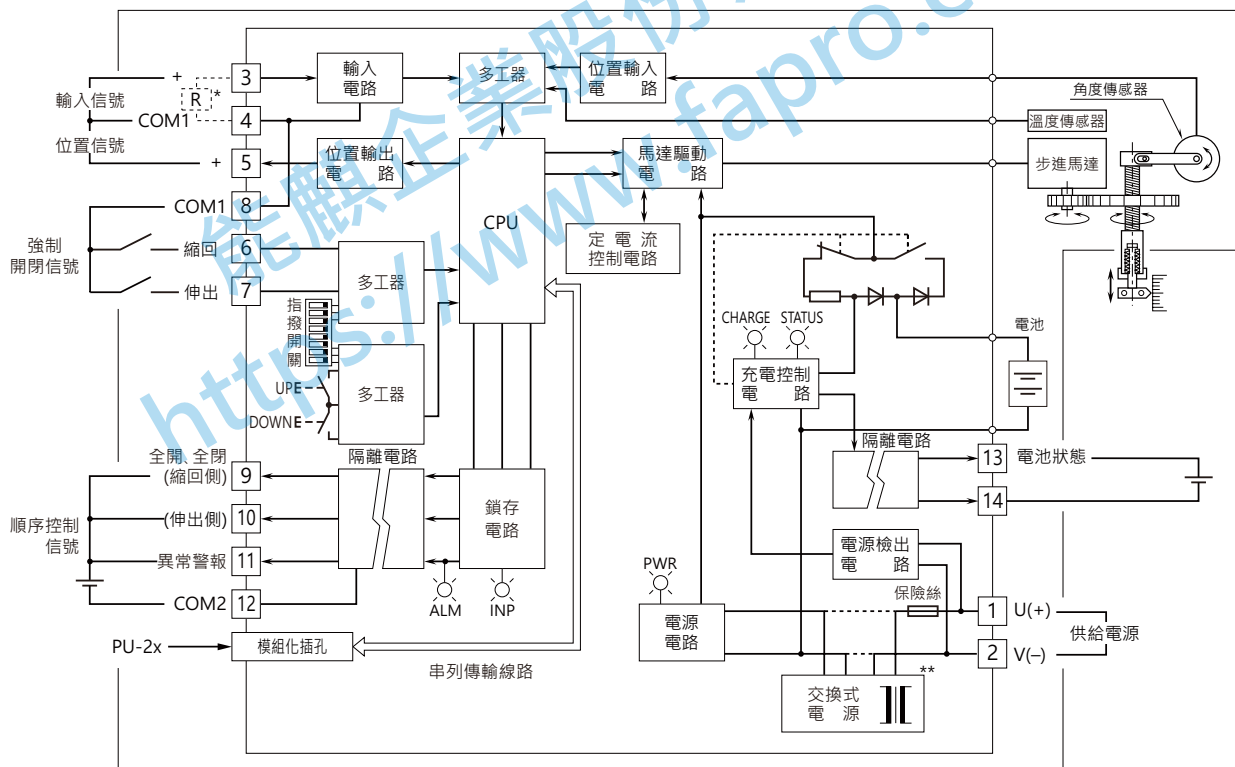 能麒企業股份
https://www.fapro.c
輸入信號
+
3
R
*
COM1
4
位置信號
+
5
輸入
電路
多工器
位置輸入
電 路
角度傳感器
溫度傳感器
位置輸出
電 路
CPU
馬達驅動
電 路
步進馬達
定 電 流
控制電路
COM1
8
強制
開閉信號
縮回
6
伸出
7
多工器
指
撥
開
關
UP
DOWN
多工器
CHARGE
STATUS
充電控制
電 路
電池
隔離電路
13
電池狀態
14
全開、全閉
(縮回側)
9
(伸出側)
10
順序控制
信號
異常警報
11
COM2
12
隔離電路
鎖存
電路
ALM
INP
PU-2x
模組化插孔
串列傳輸線路
PWR
電源
電路
電源檢出
電 路
保險絲
1
U(+)
供給電源
2
V(–)
交換式
電 源
**